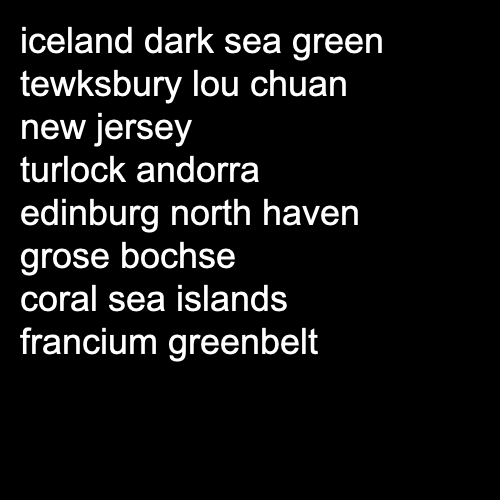 iceland dark sea green
tewksbury lou chuan
new jersey
turlock andorra
edinburg north haven
grose bochse
coral sea islands
francium greenbelt